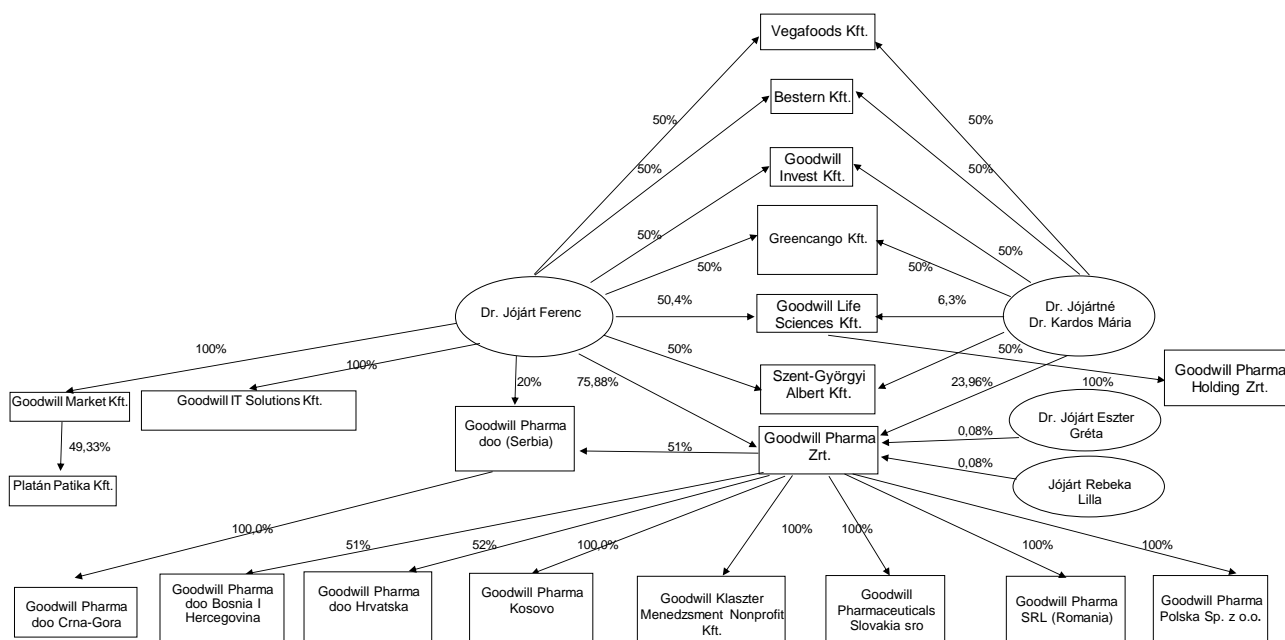 Vegafoods Kft.
Bestern Kft.
50%
50%
50%
50%
Goodwill
Invest Kft.
50%
50%
Greencango Kft.
50%
50%
Dr. Jójárt Ferenc
50,4%
Goodwill Life
Sciences Kft.
6,3%
Dr. Jójártné
Dr. Kardos Mária
100%
100%
50%
50%
Goodwill Pharma
Holding Zrt.
20%
75,88%
Szent-Györgyi
Albert Kft.
23,96%
100%
Goodwill Market Kft.
Goodwill IT Solutions Kft.
Goodwill Pharma
doo (Serbia)
Dr. Jójárt Eszter
Gréta
49,33%
51%
Goodwill Pharma
Zrt.
0,08%
0,08%
Platán Patika Kft.
Jójárt Rebeka
Lilla
100,0%
51%
52%
100,0%
100%
100%
100%
100%
Goodwill Pharma
doo Crna-Gora
Goodwill Pharma
doo Bosnia I
Hercegovina
Goodwill Pharma
doo Hrvatska
Goodwill Pharma
Kosovo
Goodwill Klaszter
Menedzsment Nonprofit
Kft.
Goodwill
Pharmaceuticals
Slovakia sro
Goodwill Pharma
SRL (Romania)
Goodwill Pharma
Polska Sp. z o.o.